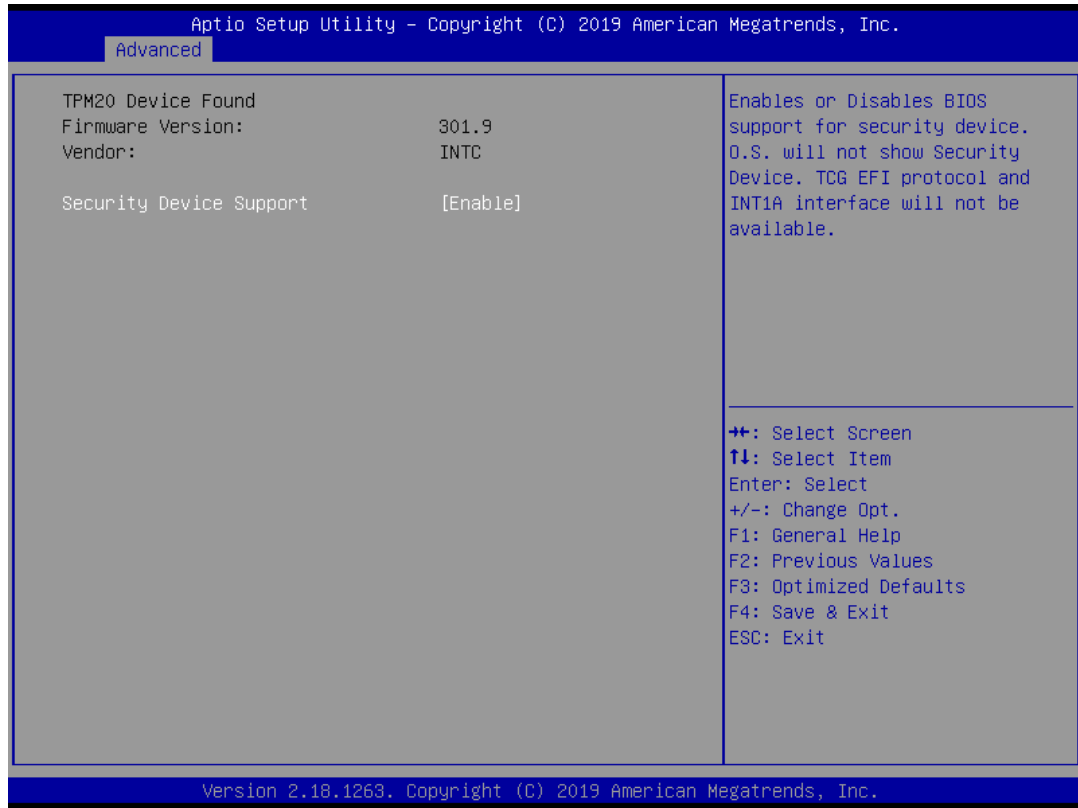 Aptio Setup Utility – Copyright (C) 2019 American Megatrends, Inc.
Advanced
TPM20 Device Found
Firmware Version: 301.9
Vendor: INTC
Security Device Support [Enable]
Enables or Disables BIOS
support for security device.
O.S. will not show Security
Device. TCG EFI protocol and
INT1A interface will not be
available.
→←: Select Screen
↑↓: Select Item
Enter: Select
+/-: Change Opt.
F1: General Help
F2: Previous Values
F3: Optimized Defaults
F4: Save & Exit
ESC: Exit
Version 2.18.1263. Copyright (C) 2019 American Megatrends, Inc.